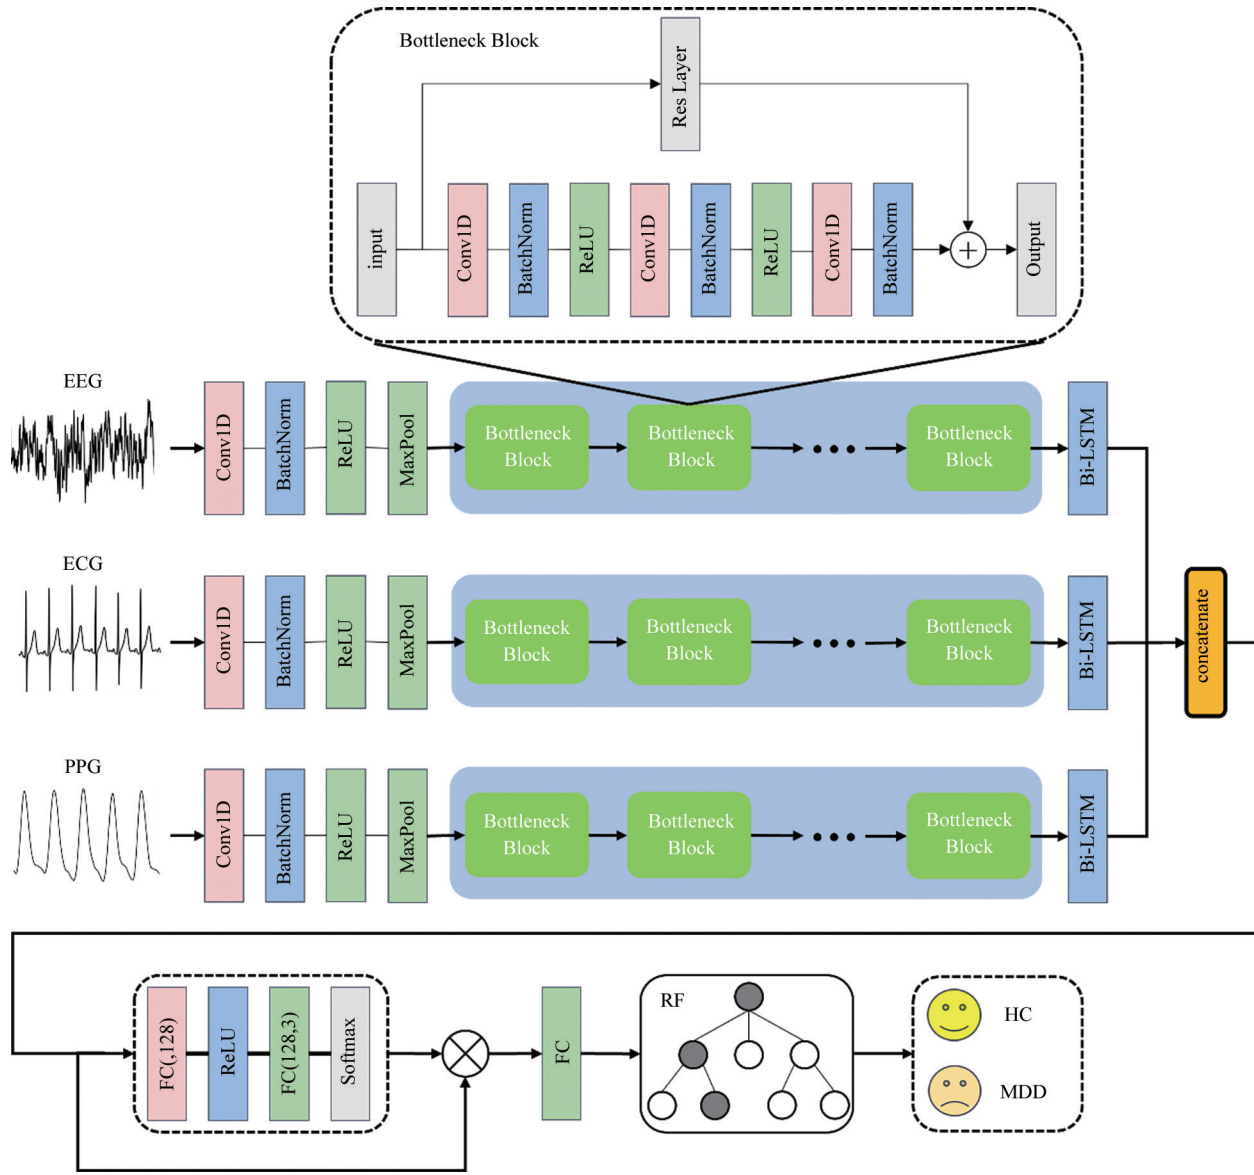 Bottleneck Block
Res Layer
input
Conv1D
BatchNorm
ReLU
Conv1D
BatchNorm
ReLU
Conv1D
BatchNorm
Output
EEG
Conv1D
BatchNorm
ReLU
MaxPool
Bottleneck
Block
Bottleneck
Block
Bottleneck
Block
Bi-LSTM
ECG
Conv1D
BatchNorm
ReLU
MaxPool
Bottleneck
Block
Bottleneck
Block
Bottleneck
Block
Bi-LSTM
concatenate
PPG
Conv1D
BatchNorm
ReLU
MaxPool
Bottleneck
Block
Bottleneck
Block
Bottleneck
Block
Bi-LSTM
FC(,128)
ReLU
FC(128,3)
Softmax
FC
RF
HC
MDD